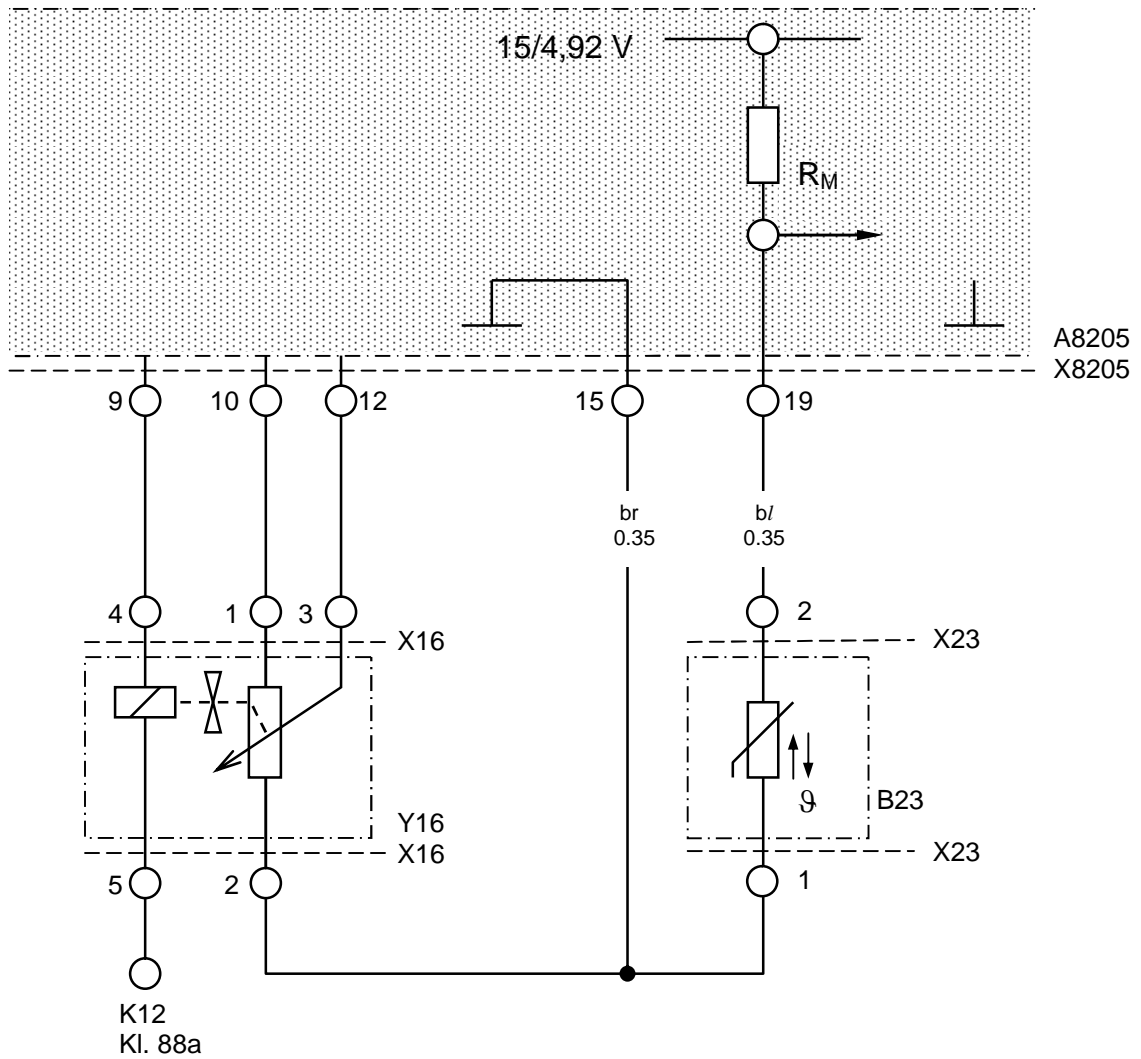 15/4,92 V
RM
A8205
X8205
9 10 12 15 19
br
0.35
bl
0.35
4 1 3 2
X16 X23
ϑ B23
Y16
X16 X23
5 2 1
K12
Kl. 88a